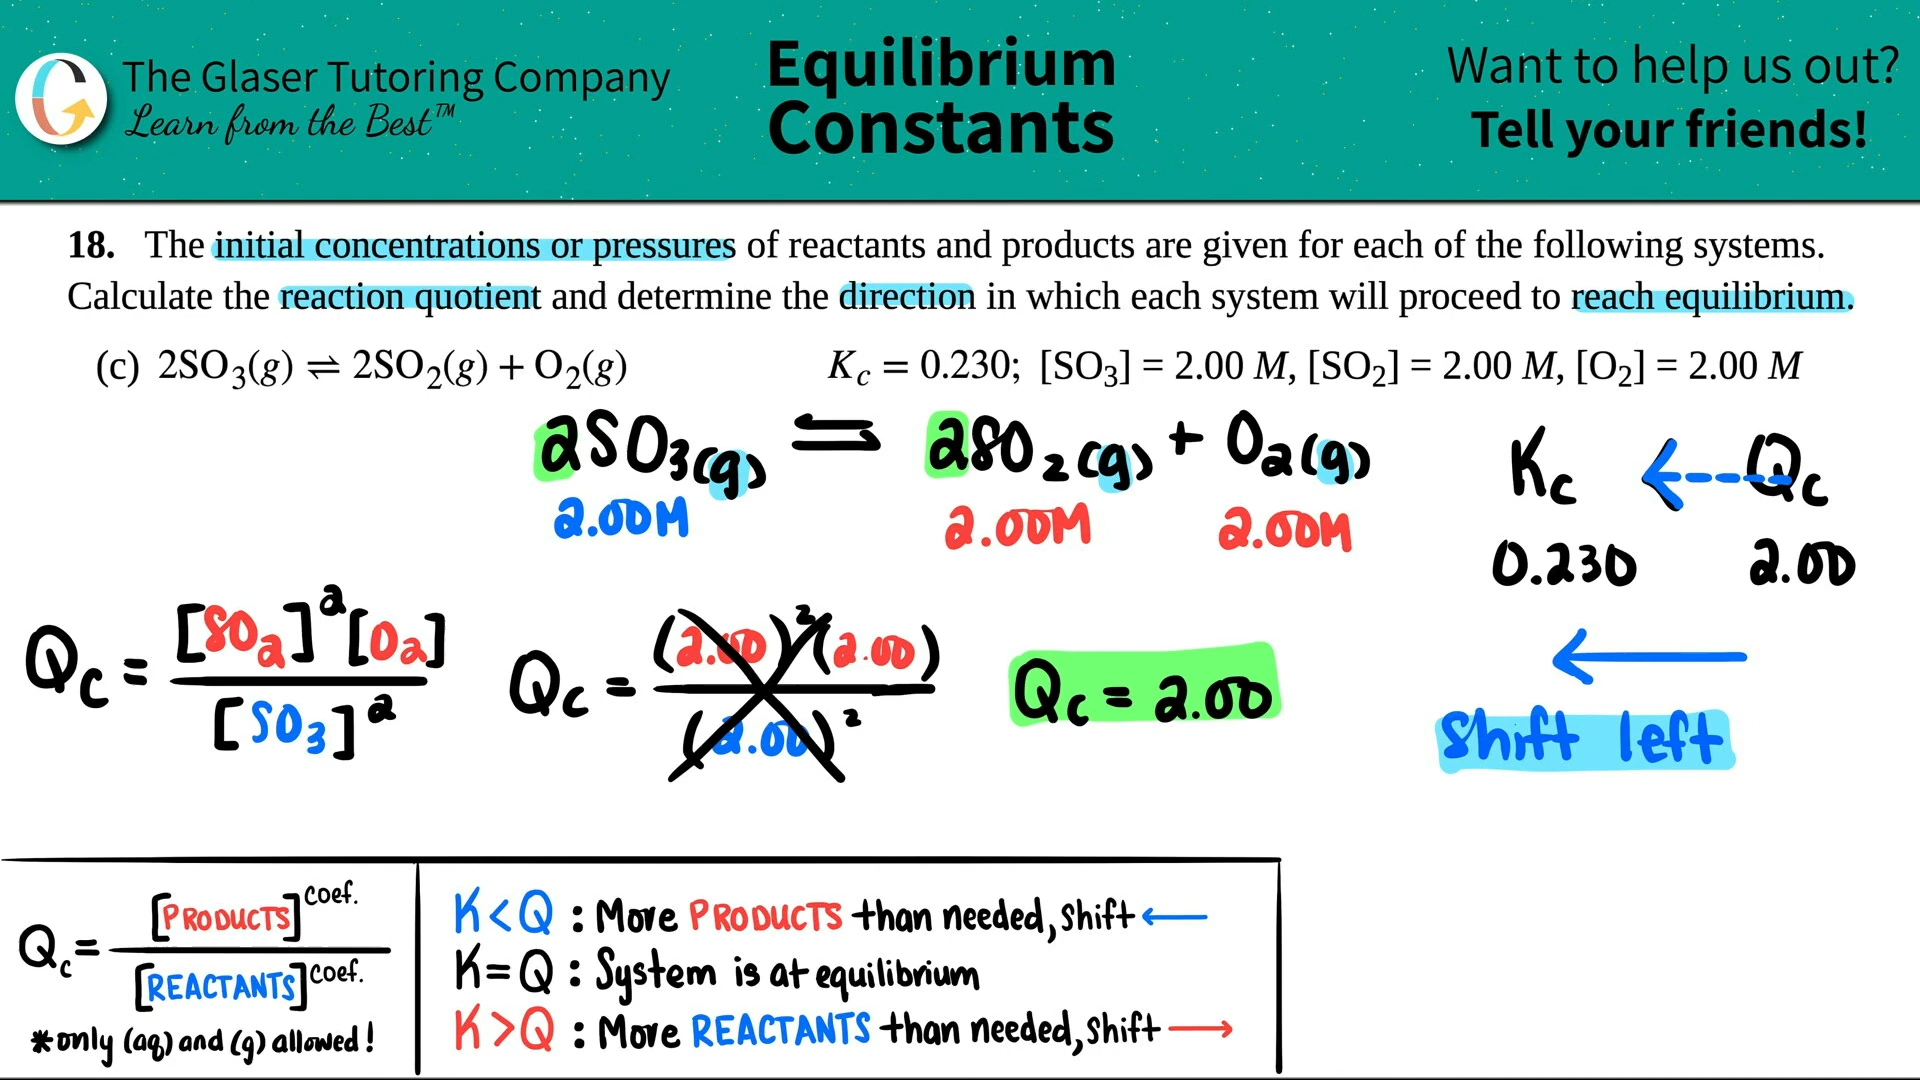 The Glaser Tutoring Company
Learn from the Best™
Equilibrium
Constants
Want to help us out?
Tell your friends!
18. The initial concentrations or pressures of reactants and products are given for each of the following systems.
Calculate the reaction quotient and determine the direction in which each system will proceed to reach equilibrium.
(c) 2SO₃(g) ⇌ 2SO₂(g) + O₂(g) K_c = 0.230; [SO₃] = 2.00 M, [SO₂] = 2.00 M, [O₂] = 2.00 M
2SO₃(g) ⇌ 2SO₂(g) + O₂(g)
2.00M 2.00M 2.00M
Kc ← Qc
0.230 2.00
Qc = [SO₂]²[O₂] / [SO₃]²
Qc = (2.00)²(2.00) / (2.00)²
Qc = 2.00
←
Shift left
Qc = [PRODUCTS]^coef. / [REACTANTS]^coef.
*only (aq) and (g) allowed!
K<Q : More PRODUCTS than needed, shift ←
K=Q : System is at equilibrium
K>Q : More REACTANTS than needed, shift →